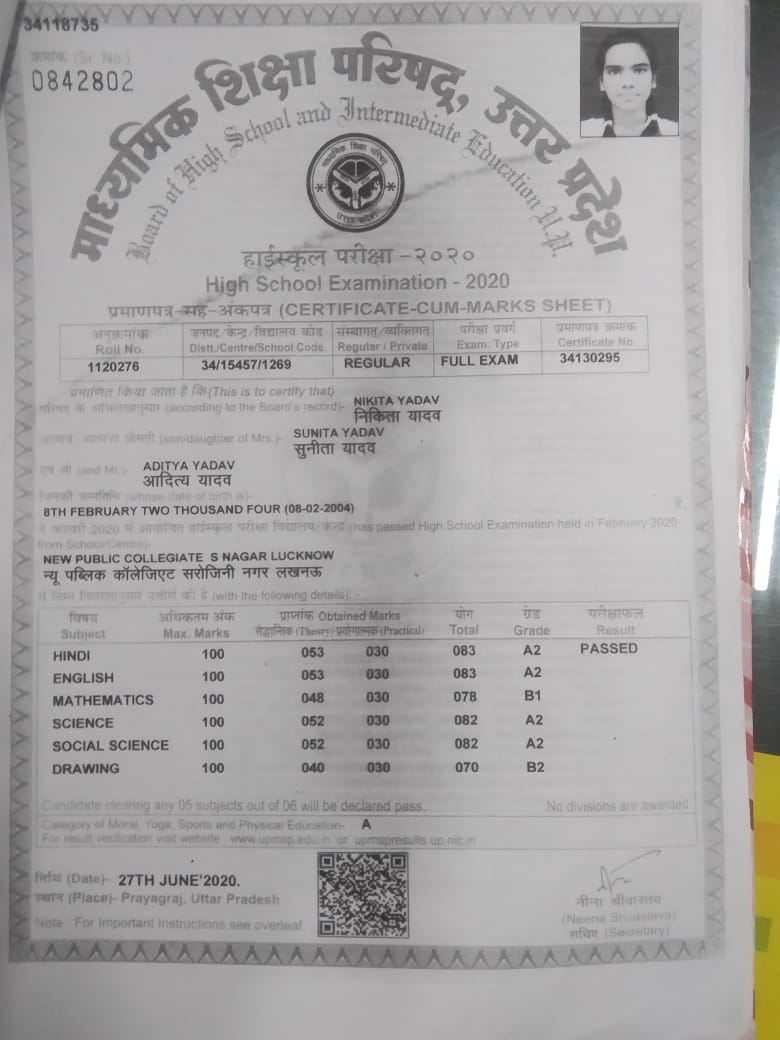 34118735
क्रमांक (Sr. No.)
0842802
माध्यमिक शिक्षा परिषद्, उत्तर प्रदेश
Board of High School and Intermediate Education U.P.
माध्यमिक शिक्षा परिषद
उत्तर प्रदेश
हाईस्कूल परीक्षा - २०२०
High School Examination - 2020
प्रमाणपत्र-सह-अंकपत्र (CERTIFICATE-CUM-MARKS SHEET)
अनुक्रमांक जनपद/केन्द्र/विद्यालय कोड संस्थागत/व्यक्तिगत परीक्षा प्रवर्ग प्रमाणपत्र क्रमांक
Roll No. Distt./Centre/School Code Regular / Private Exam. Type Certificate No.
1120276 34/15457/1269 REGULAR FULL EXAM 34130295
प्रमाणित किया जाता है कि (This is to certify that)
NIKITA YADAV
परिषद के अभिलेखानुसार (according to the Board's record)- निकिता यादव
SUNITA YADAV
आत्मज/आत्मजा श्रीमती (son/daughter of Mrs.)- सुनीता यादव
एवं श्री (and Mr.)- ADITYA YADAV
आदित्य यादव
जिनकी जन्मतिथि (whose date of birth is)-
8TH FEBRUARY TWO THOUSAND FOUR (08-02-2004) है,
ने फरवरी 2020 में आयोजित हाईस्कूल परीक्षा विद्यालय/केन्द्र (has passed High School Examination held in February 2020
from School/Centre)-
NEW PUBLIC COLLEGIATE S NAGAR LUCKNOW
न्यू पब्लिक कॉलेजिएट सरोजिनी नगर लखनऊ
से निम्न विवरणानुसार उत्तीर्ण की है (with the following details):-
विषय अधिकतम अंक प्राप्तांक Obtained Marks योग ग्रेड परीक्षाफल
Subject Max. Marks सैद्धान्तिक (Theory) प्रयोगात्मक (Practical) Total Grade Result
HINDI 100 053 030 083 A2 PASSED
ENGLISH 100 053 030 083 A2
MATHEMATICS 100 048 030 078 B1
SCIENCE 100 052 030 082 A2
SOCIAL SCIENCE 100 052 030 082 A2
DRAWING 100 040 030 070 B2
Candidate clearing any 05 subjects out of 06 will be declared pass. No divisions are awarded
Category of Moral, Yoga, Sports and Physical Education- A
For result verification visit website www.upmsp.edu.in or upmspresults.up.nic.in
तिथि (Date)- 27TH JUNE'2020.
स्थान (Place)- Prayagraj, Uttar Pradesh
Note : For Important Instructions see overleaf
नीना श्रीवास्तव
(Neena Srivastava)
सचिव (Secretary)